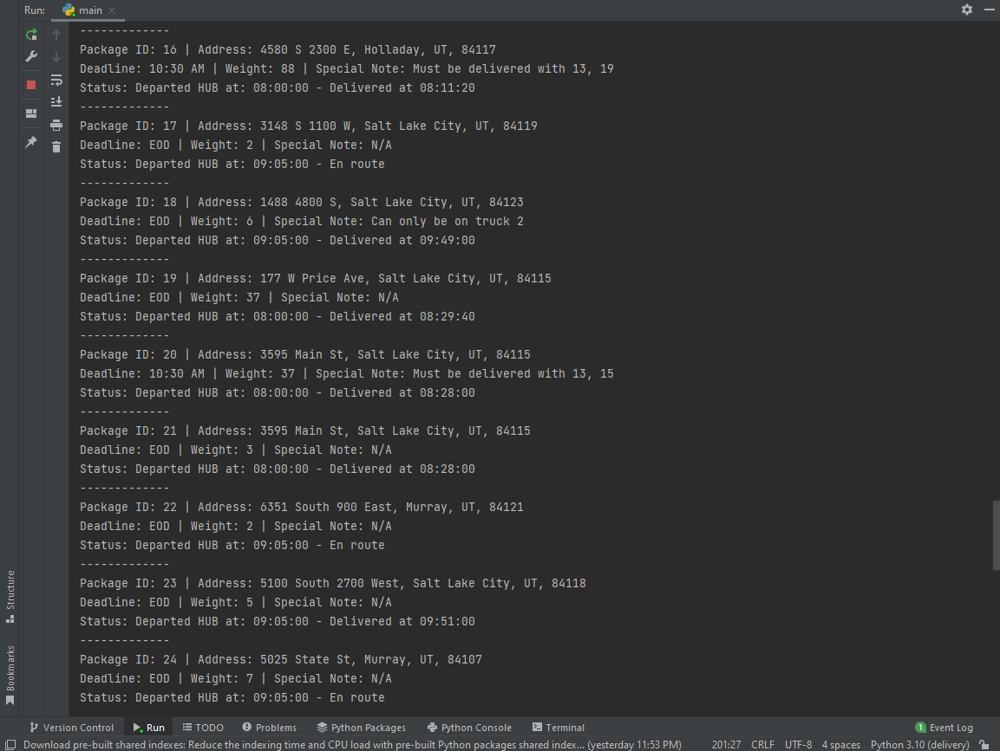 Run: main
-------------
Package ID: 16 | Address: 4580 S 2300 E, Holladay, UT, 84117
Deadline: 10:30 AM | Weight: 88 | Special Note: Must be delivered with 13, 19
Status: Departed HUB at: 08:00:00 - Delivered at 08:11:20
-------------
Package ID: 17 | Address: 3148 S 1100 W, Salt Lake City, UT, 84119
Deadline: EOD | Weight: 2 | Special Note: N/A
Status: Departed HUB at: 09:05:00 - En route
-------------
Package ID: 18 | Address: 1488 4800 S, Salt Lake City, UT, 84123
Deadline: EOD | Weight: 6 | Special Note: Can only be on truck 2
Status: Departed HUB at: 09:05:00 - Delivered at 09:49:00
-------------
Package ID: 19 | Address: 177 W Price Ave, Salt Lake City, UT, 84115
Deadline: EOD | Weight: 37 | Special Note: N/A
Status: Departed HUB at: 08:00:00 - Delivered at 08:29:40
-------------
Package ID: 20 | Address: 3595 Main St, Salt Lake City, UT, 84115
Deadline: 10:30 AM | Weight: 37 | Special Note: Must be delivered with 13, 15
Status: Departed HUB at: 08:00:00 - Delivered at 08:28:00
-------------
Package ID: 21 | Address: 3595 Main St, Salt Lake City, UT, 84115
Deadline: EOD | Weight: 3 | Special Note: N/A
Status: Departed HUB at: 08:00:00 - Delivered at 08:28:00
-------------
Package ID: 22 | Address: 6351 South 900 East, Murray, UT, 84121
Deadline: EOD | Weight: 2 | Special Note: N/A
Status: Departed HUB at: 09:05:00 - En route
-------------
Package ID: 23 | Address: 5100 South 2700 West, Salt Lake City, UT, 84118
Deadline: EOD | Weight: 5 | Special Note: N/A
Status: Departed HUB at: 09:05:00 - Delivered at 09:51:00
-------------
Package ID: 24 | Address: 5025 State St, Murray, UT, 84107
Deadline: EOD | Weight: 7 | Special Note: N/A
Status: Departed HUB at: 09:05:00 - En route
Structure
Bookmarks
Version Control Run TODO Problems Python Packages Python Console Terminal 1 Event Log
Download pre-built shared indexes: Reduce the indexing time and CPU load with pre-built Python packages shared index... (yesterday 11:53 PM) 201:27 CRLF UTF-8 4 spaces Python 3.10 (delivery)